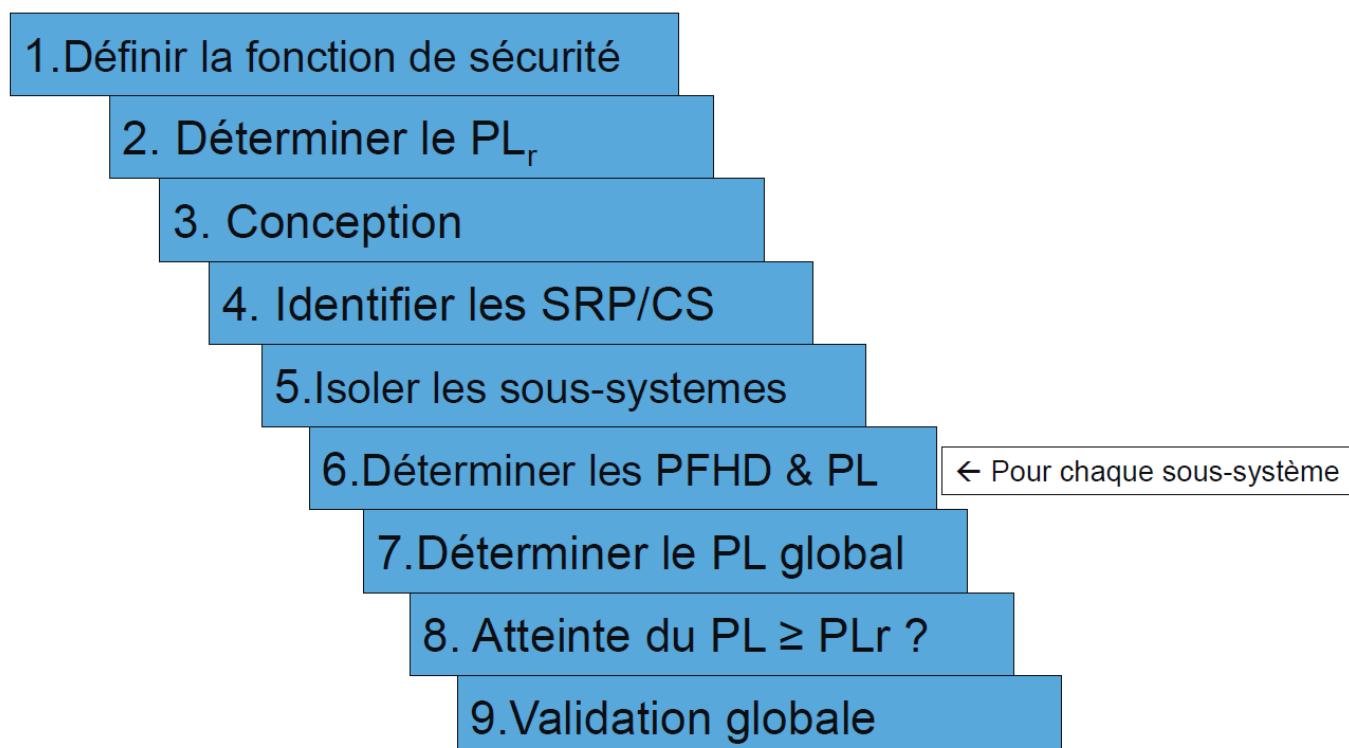 1.Définir la fonction de sécurité
2. Déterminer le PLr
3. Conception
4. Identifier les SRP/CS
5.Isoler les sous-systemes
6.Déterminer les PFHD & PL
← Pour chaque sous-système
7.Déterminer le PL global
8. Atteinte du PL ≥ PLr ?
9.Validation globale